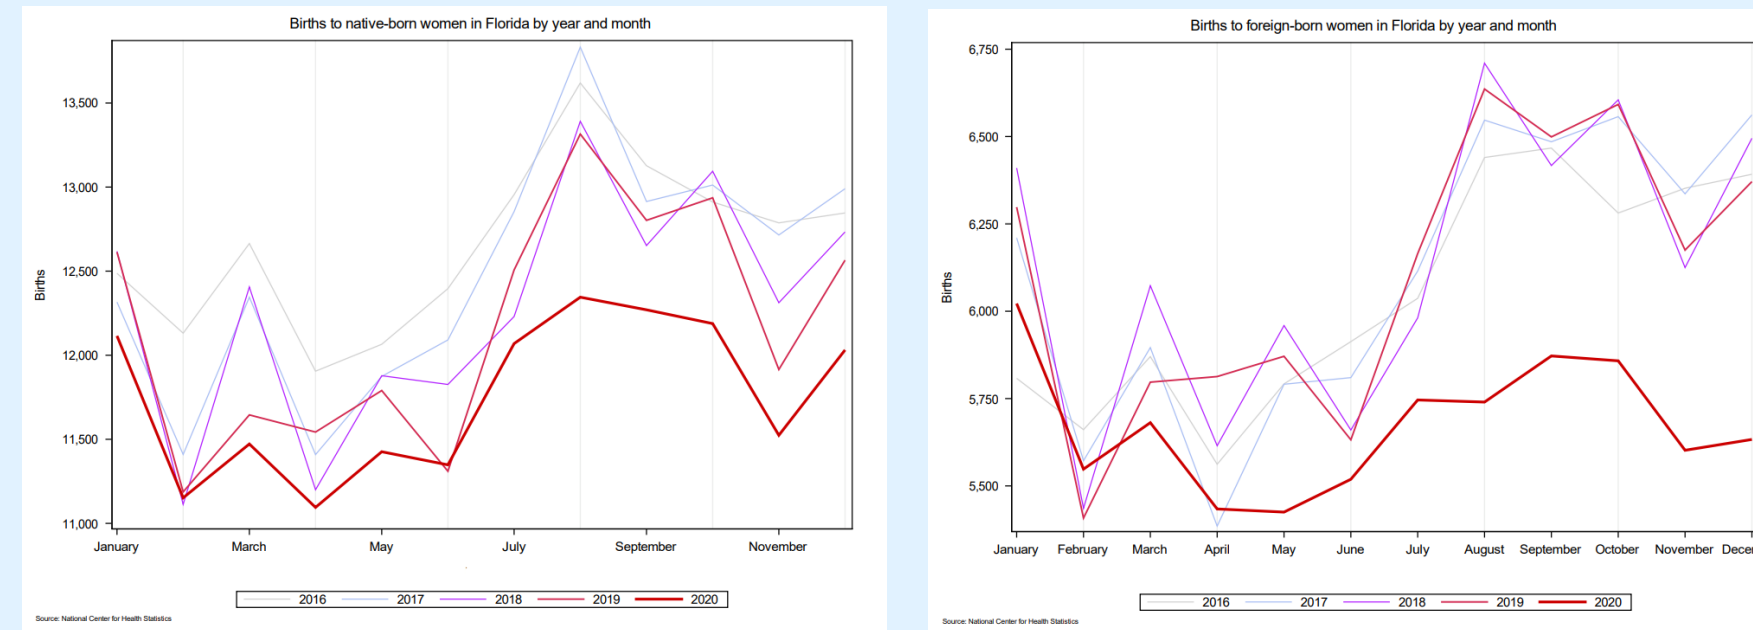 Births to native-born women in Florida by year and month
13,500
13,000
12,500
12,000
11,500
11,000
Births
January March May July September November
2016 2017 2018 2019 2020
Source: National Center for Health Statistics
Births to foreign-born women in Florida by year and month
6,750
6,500
6,250
6,000
5,750
5,500
Births
January February March April May June July August September October November Decem
2016 2017 2018 2019 2020
Source: National Center for Health Statistics